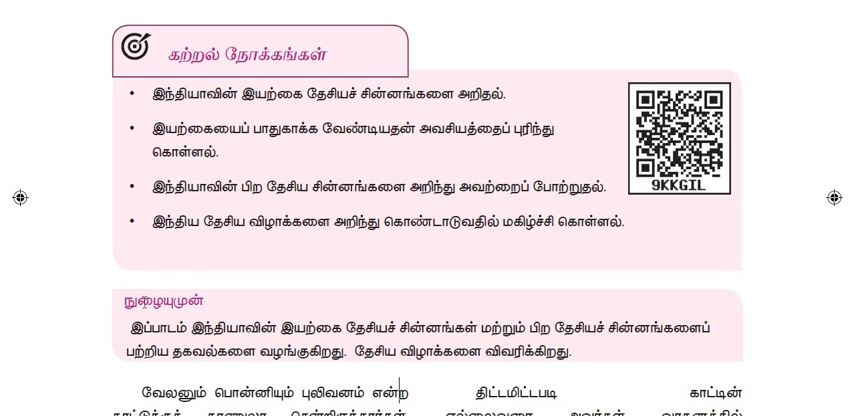 கற்றல் நோக்கங்கள்
• இந்தியாவின் இயற்கை தேசியச் சின்னங்களை அறிதல்.
• இயற்கையைப் பாதுகாக்க வேண்டியதன் அவசியத்தைப் புரிந்து
கொள்ளல்.
• இந்தியாவின் பிற தேசிய சின்னங்களை அறிந்து அவற்றைப் போற்றுதல்.
• இந்திய தேசிய விழாக்களை அறிந்து கொண்டாடுவதில் மகிழ்ச்சி கொள்ளல்.
9KKGIL
நுழையுமுன்
இப்பாடம் இந்தியாவின் இயற்கை தேசியச் சின்னங்கள் மற்றும் பிற தேசியச் சின்னங்களைப்
பற்றிய தகவல்களை வழங்குகிறது. தேசிய விழாக்களை விவரிக்கிறது.
வேலனும் பொன்னியும் புலிவனம் என்ற
திட்டமிட்டபடி காட்டின்